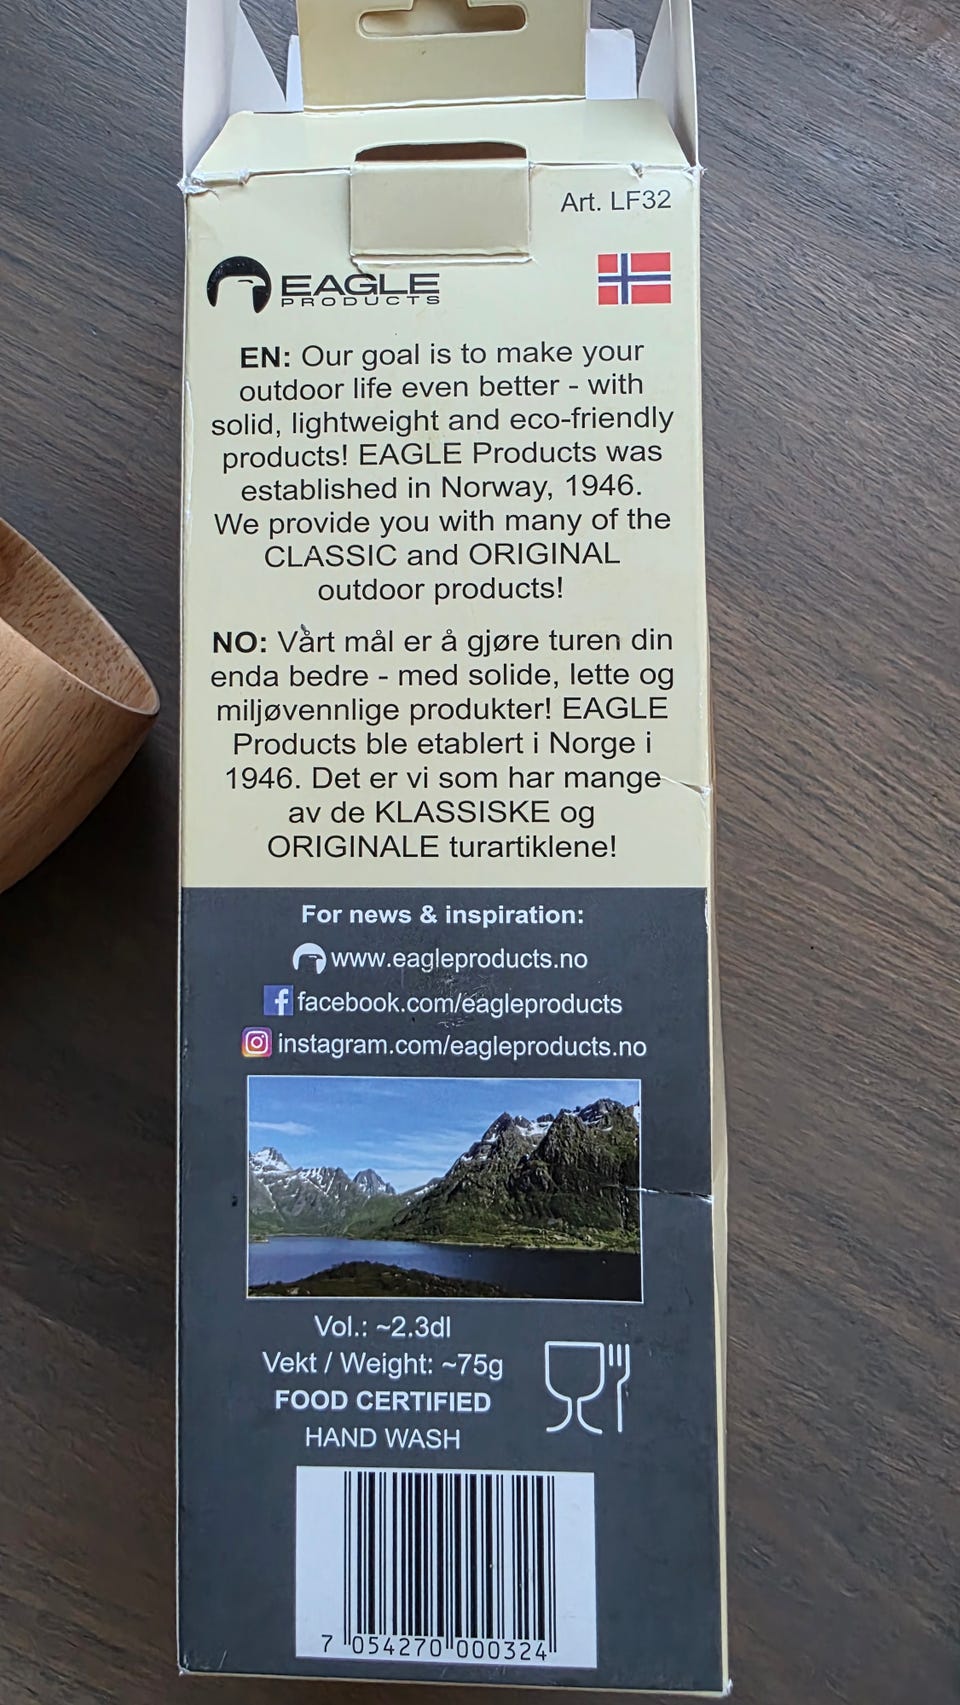 Art. LF32
EAGLE
PRODUCTS
EN: Our goal is to make your
outdoor life even better - with
solid, lightweight and eco-friendly
products! EAGLE Products was
established in Norway, 1946.
We provide you with many of the
CLASSIC and ORIGINAL
outdoor products!
NO: Vårt mål er å gjøre turen din
enda bedre - med solide, lette og
miljøvennlige produkter! EAGLE
Products ble etablert i Norge i
1946. Det er vi som har mange
av de KLASSISKE og
ORIGINALE turartiklene!
For news & inspiration:
www.eagleproducts.no
facebook.com/eagleproducts
instagram.com/eagleproducts.no
Vol.: ~2.3dl
Vekt / Weight: ~75g
FOOD CERTIFIED
HAND WASH
7 054270 000324